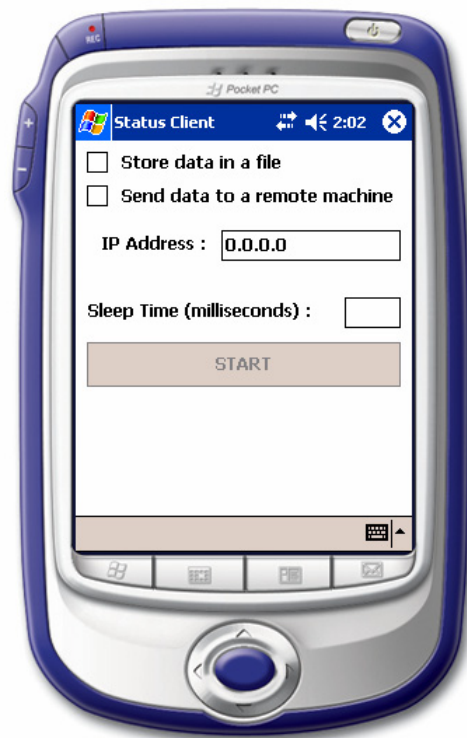 REC
Pocket PC
Status Client 2:02
Store data in a file
Send data to a remote machine
IP Address : 0.0.0.0
Sleep Time (milliseconds) :
START